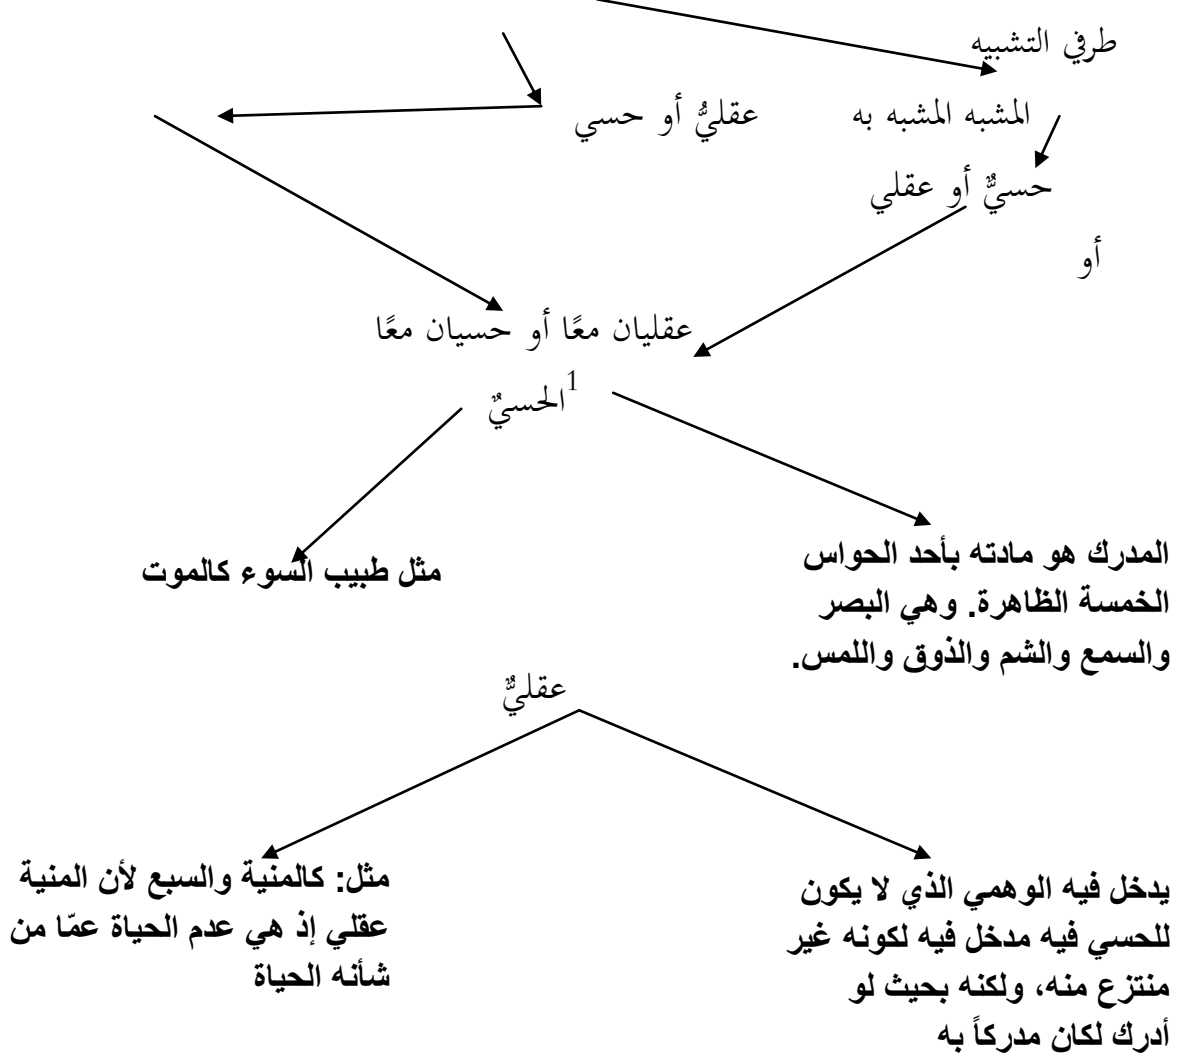 طرفي التشبيه
المشبه المشبه به عقليُّ أو حسي
حسيٌّ أو عقلي
أو
عقليان معًا أو حسيان معًا
الحسيٌ1
المدرك هو مادته بأحد الحواس
الخمسة الظاهرة. وهي البصر
والسمع والشم والذوق واللمس.
مثل طبيب السوء كالموت
عقليٌّ
يدخل فيه الوهمي الذي لا يكون
للحسي فيه مدخل فيه لكونه غير
منتزع منه، ولكنه بحيث لو
أدرك لكان مدركاً به
مثل: كالمنية والسبع لأن المنية
عقلي إذ هي عدم الحياة عمّا من
شأنه الحياة